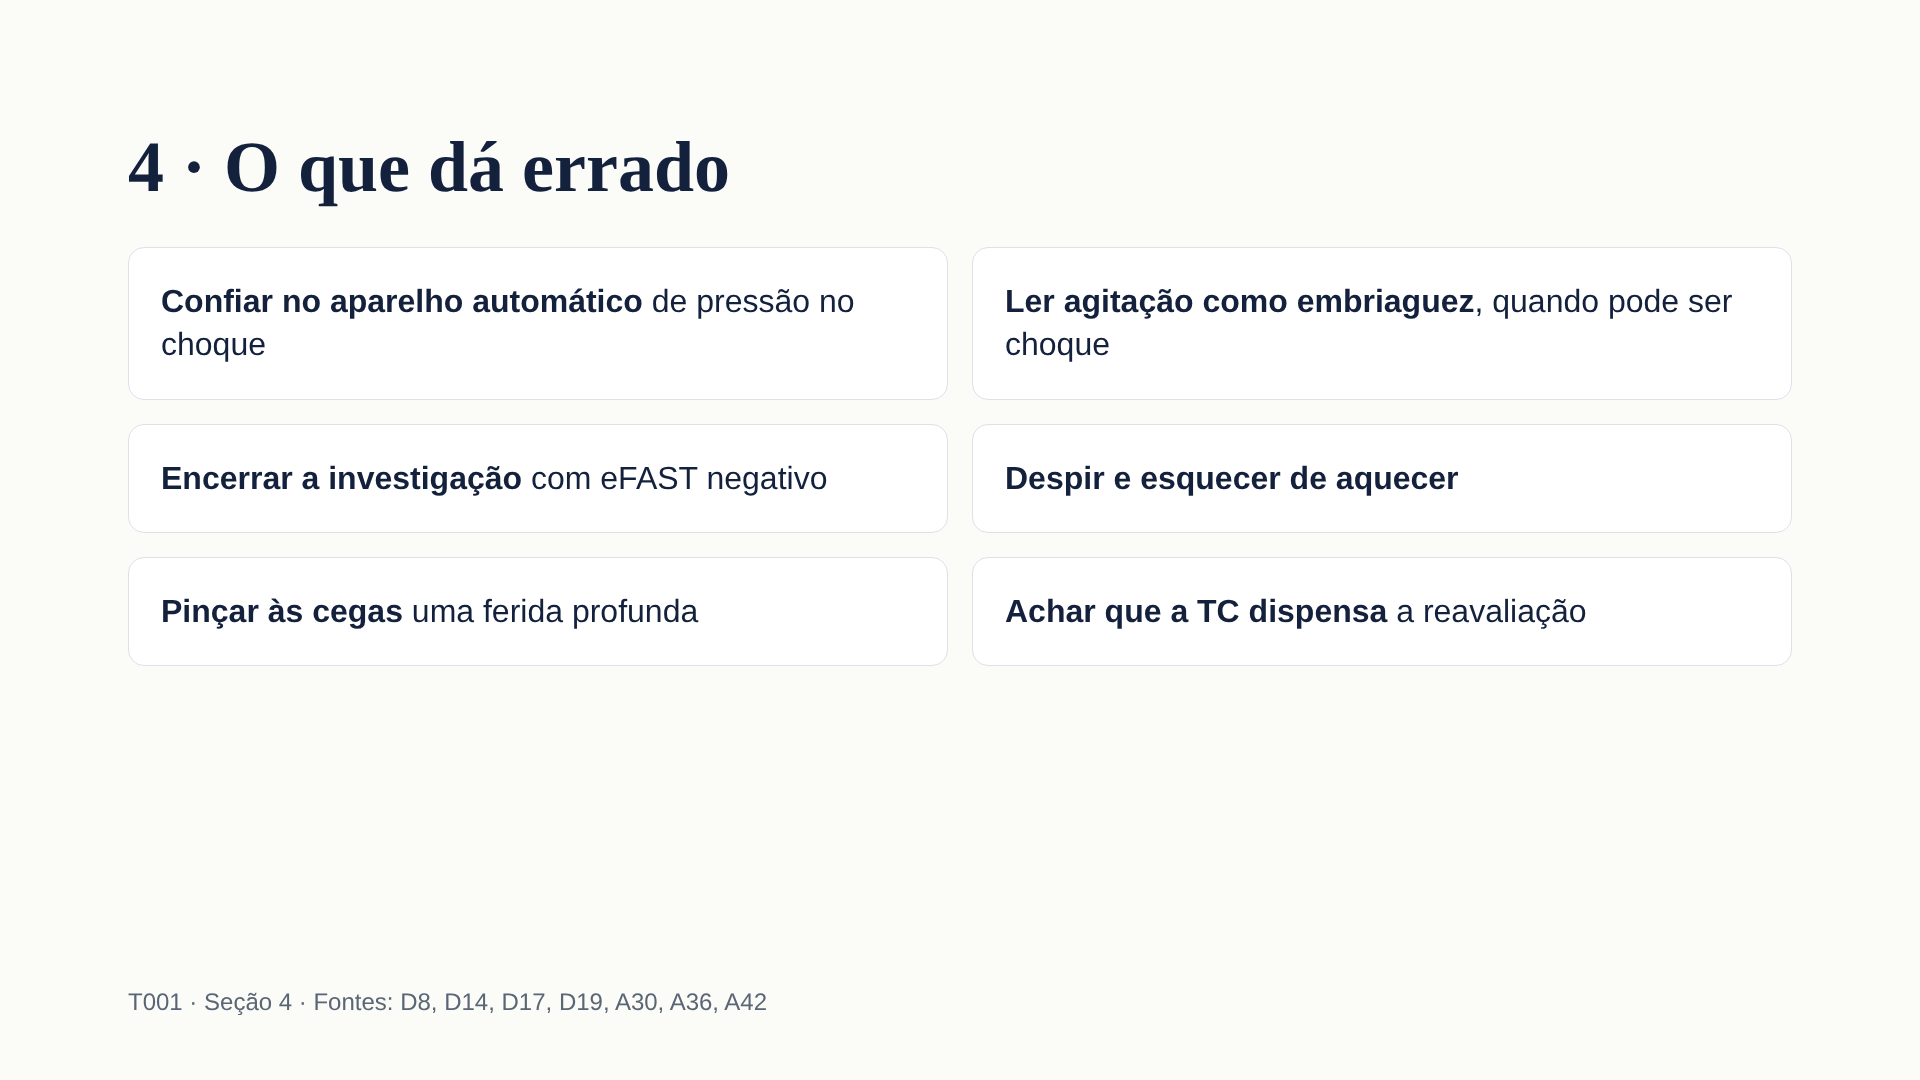 4 · O que dá errado
Confiar no aparelho automático de pressão no
choque
Ler agitação como embriaguez, quando pode ser
choque
Encerrar a investigação com eFAST negativo
Despir e esquecer de aquecer
Pinçar às cegas uma ferida profunda
Achar que a TC dispensa a reavaliação
T001 · Seção 4 · Fontes: D8, D14, D17, D19, A30, A36, A42